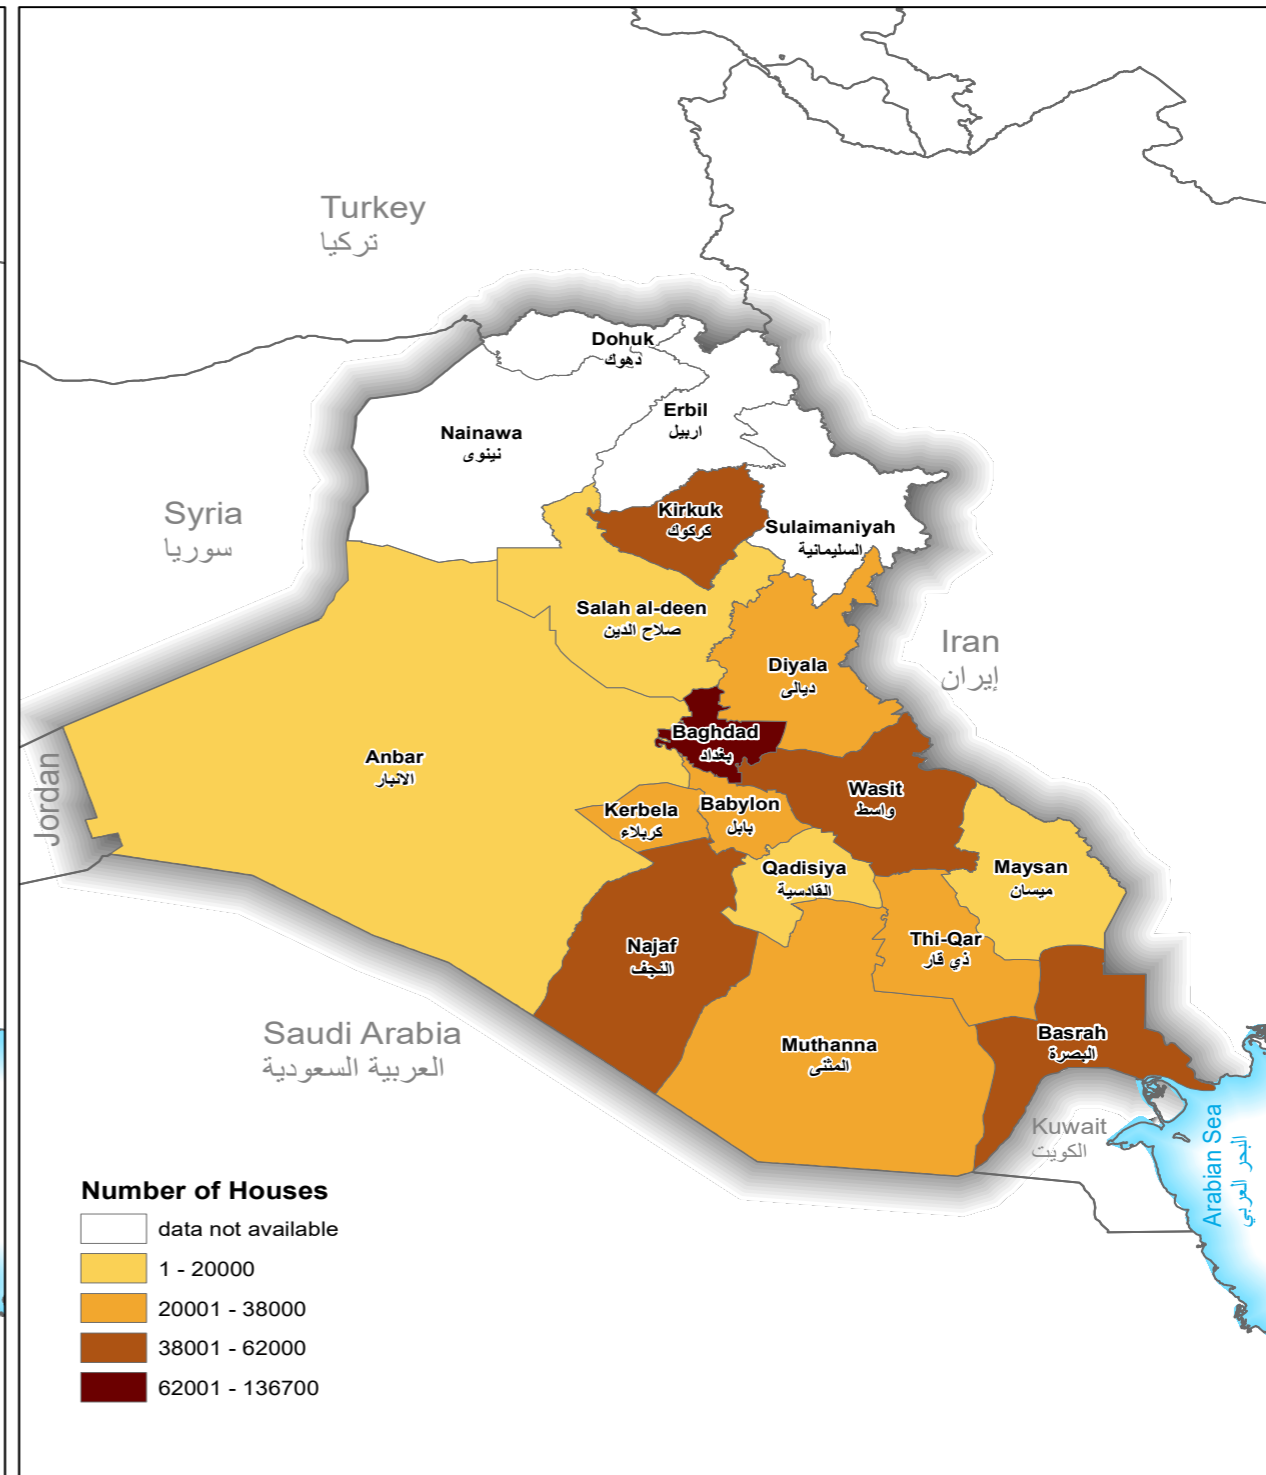 Turkey
تركيا
Dohuk
دهوك
Erbil
اربيل
Nainawa
نينوى
Syria
سوريا
Kirkuk
كركوك
Sulaimaniyah
السليمانية
Salah al-deen
صلاح الدين
Iran
إيران
Diyala
ديالى
Baghdad
بغداد
Anbar
الانبار
Jordan
Wasit
واسط
Kerbela
كربلاء
Babylon
بابل
Qadisiya
القادسية
Maysan
ميسان
Najaf
النجف
Thi-Qar
ذي قار
Saudi Arabia
العربية السعودية
Muthanna
المثنى
Basrah
البصرة
Kuwait
الكويت
Arabian Sea
البحر العربي
Number of Houses
data not available
1 - 20000
20001 - 38000
38001 - 62000
62001 - 136700